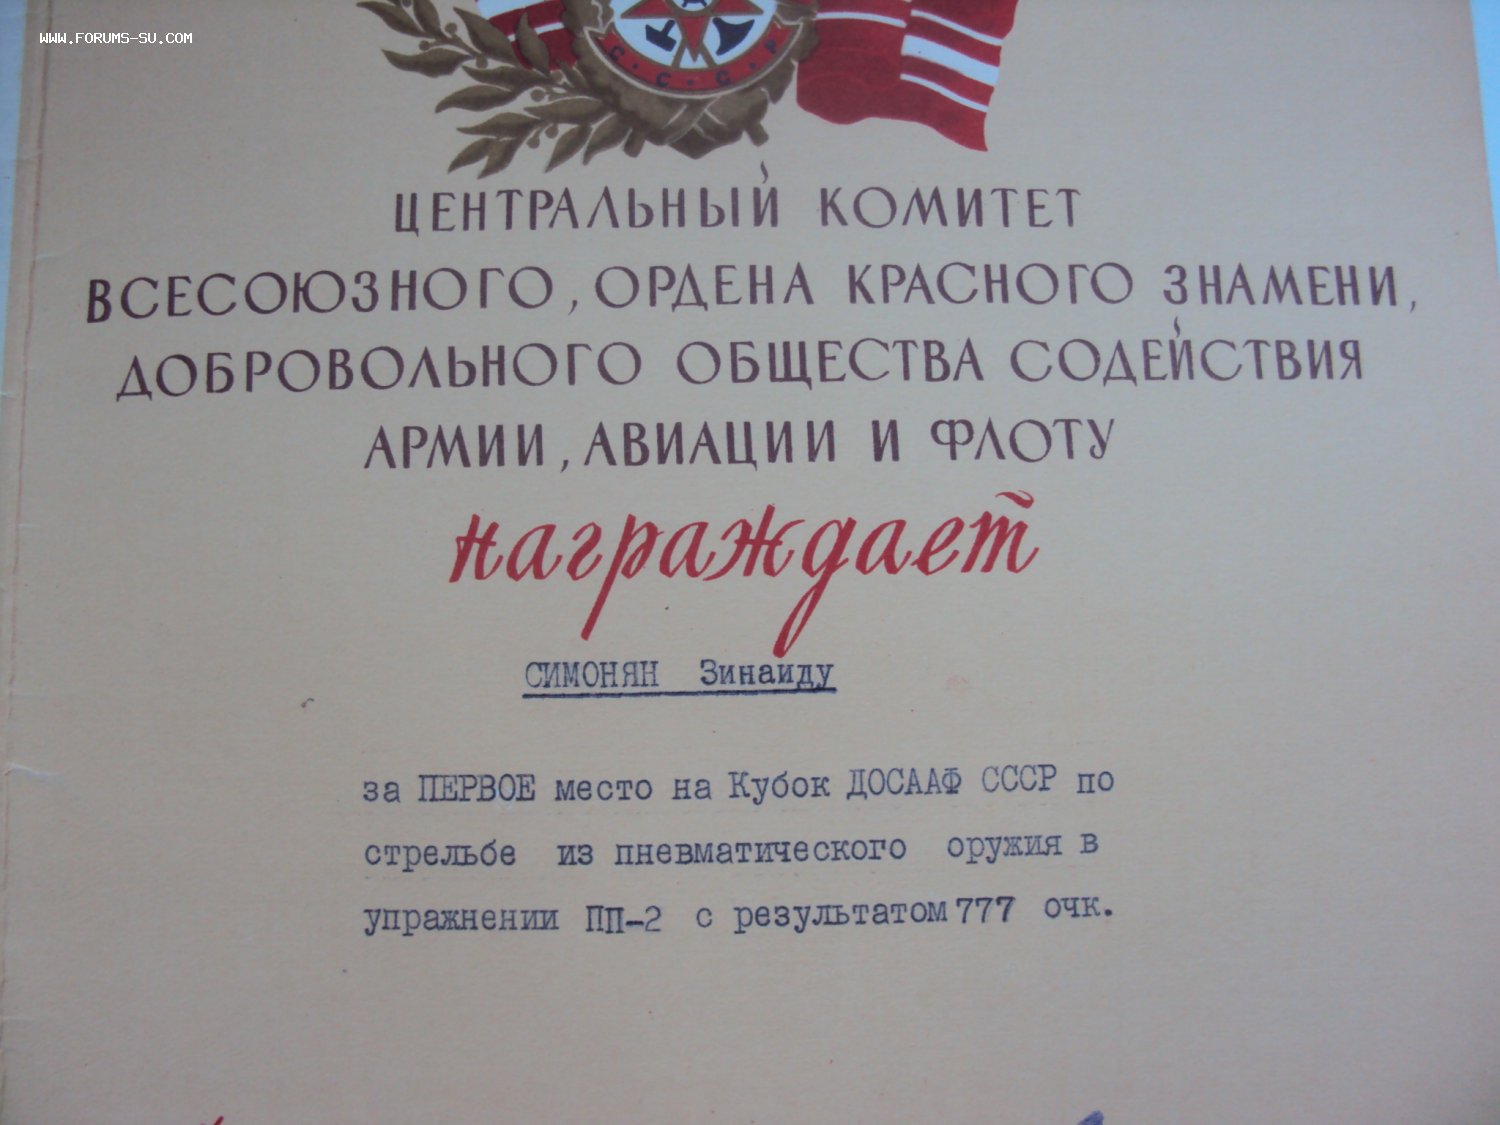 WWW.FORUMS-SU.COM
С·С·С·Р
ЦЕНТРАЛЬНЫЙ КОМИТЕТ
ВСЕСОЮЗНОГО, ОРДЕНА КРАСНОГО ЗНАМЕНИ,
ДОБРОВОЛЬНОГО ОБЩЕСТВА СОДЕЙСТВИЯ
АРМИИ, АВИАЦИИ И ФЛОТУ
награждает
СИМОНЯН Зинаиду
за ПЕРВОЕ место на Кубок ДОСААФ СССР по
стрельбе из пневматического оружия в
упражнении ПП-2 с результатом 777 очк.